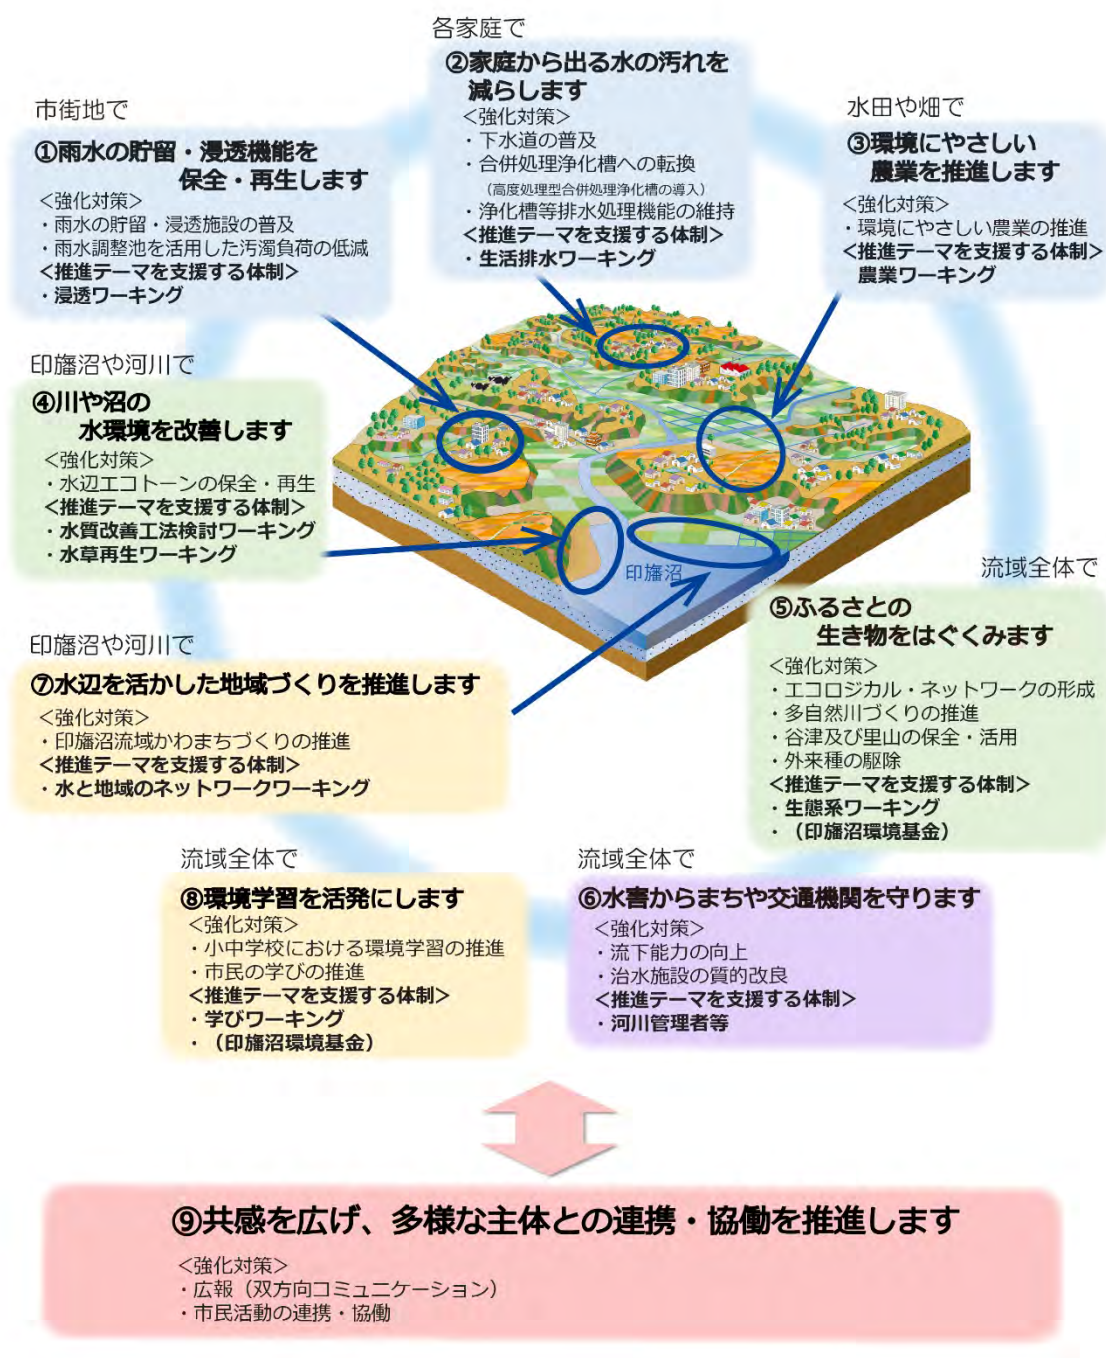 市街地で
①雨水の貯留・浸透機能を
保全・再生します
<強化対策>
・雨水の貯留・浸透施設の普及
・雨水調整池を活用した汚濁負荷の低減
<推進テーマを支援する体制>
・浸透ワーキング
各家庭で
②家庭から出る水の汚れを
減らします
<強化対策>
・下水道の普及
・合併処理浄化槽への転換
（高度処理型合併処理浄化槽の導入）
・浄化槽等排水処理機能の維持
<推進テーマを支援する体制>
・生活排水ワーキング
水田や畑で
③環境にやさしい
農業を推進します
<強化対策>
・環境にやさしい農業の推進
<推進テーマを支援する体制>
農業ワーキング
印旛沼や河川で
④川や沼の
水環境を改善します
<強化対策>
・水辺エコトーンの保全・再生
<推進テーマを支援する体制>
・水質改善工法検討ワーキング
・水草再生ワーキング
印旛沼
流域全体で
⑤ふるさとの
生き物をはぐくみます
<強化対策>
・エコロジカル・ネットワークの形成
・多自然川づくりの推進
・谷津及び里山の保全・活用
・外来種の駆除
<推進テーマを支援する体制>
・生態系ワーキング
・（印旛沼環境基金）
印旛沼や河川で
⑦水辺を活かした地域づくりを推進します
<強化対策>
・印旛沼流域かわまちづくりの推進
<推進テーマを支援する体制>
・水と地域のネットワークワーキング
流域全体で
⑧環境学習を活発にします
<強化対策>
・小中学校における環境学習の推進
・市民の学びの推進
<推進テーマを支援する体制>
・学びワーキング
・（印旛沼環境基金）
流域全体で
⑥水害からまちや交通機関を守ります
<強化対策>
・流下能力の向上
・治水施設の質的改良
<推進テーマを支援する体制>
・河川管理者等
⑨共感を広げ、多様な主体との連携・協働を推進します
<強化対策>
・広報（双方向コミュニケーション）
・市民活動の連携・協働